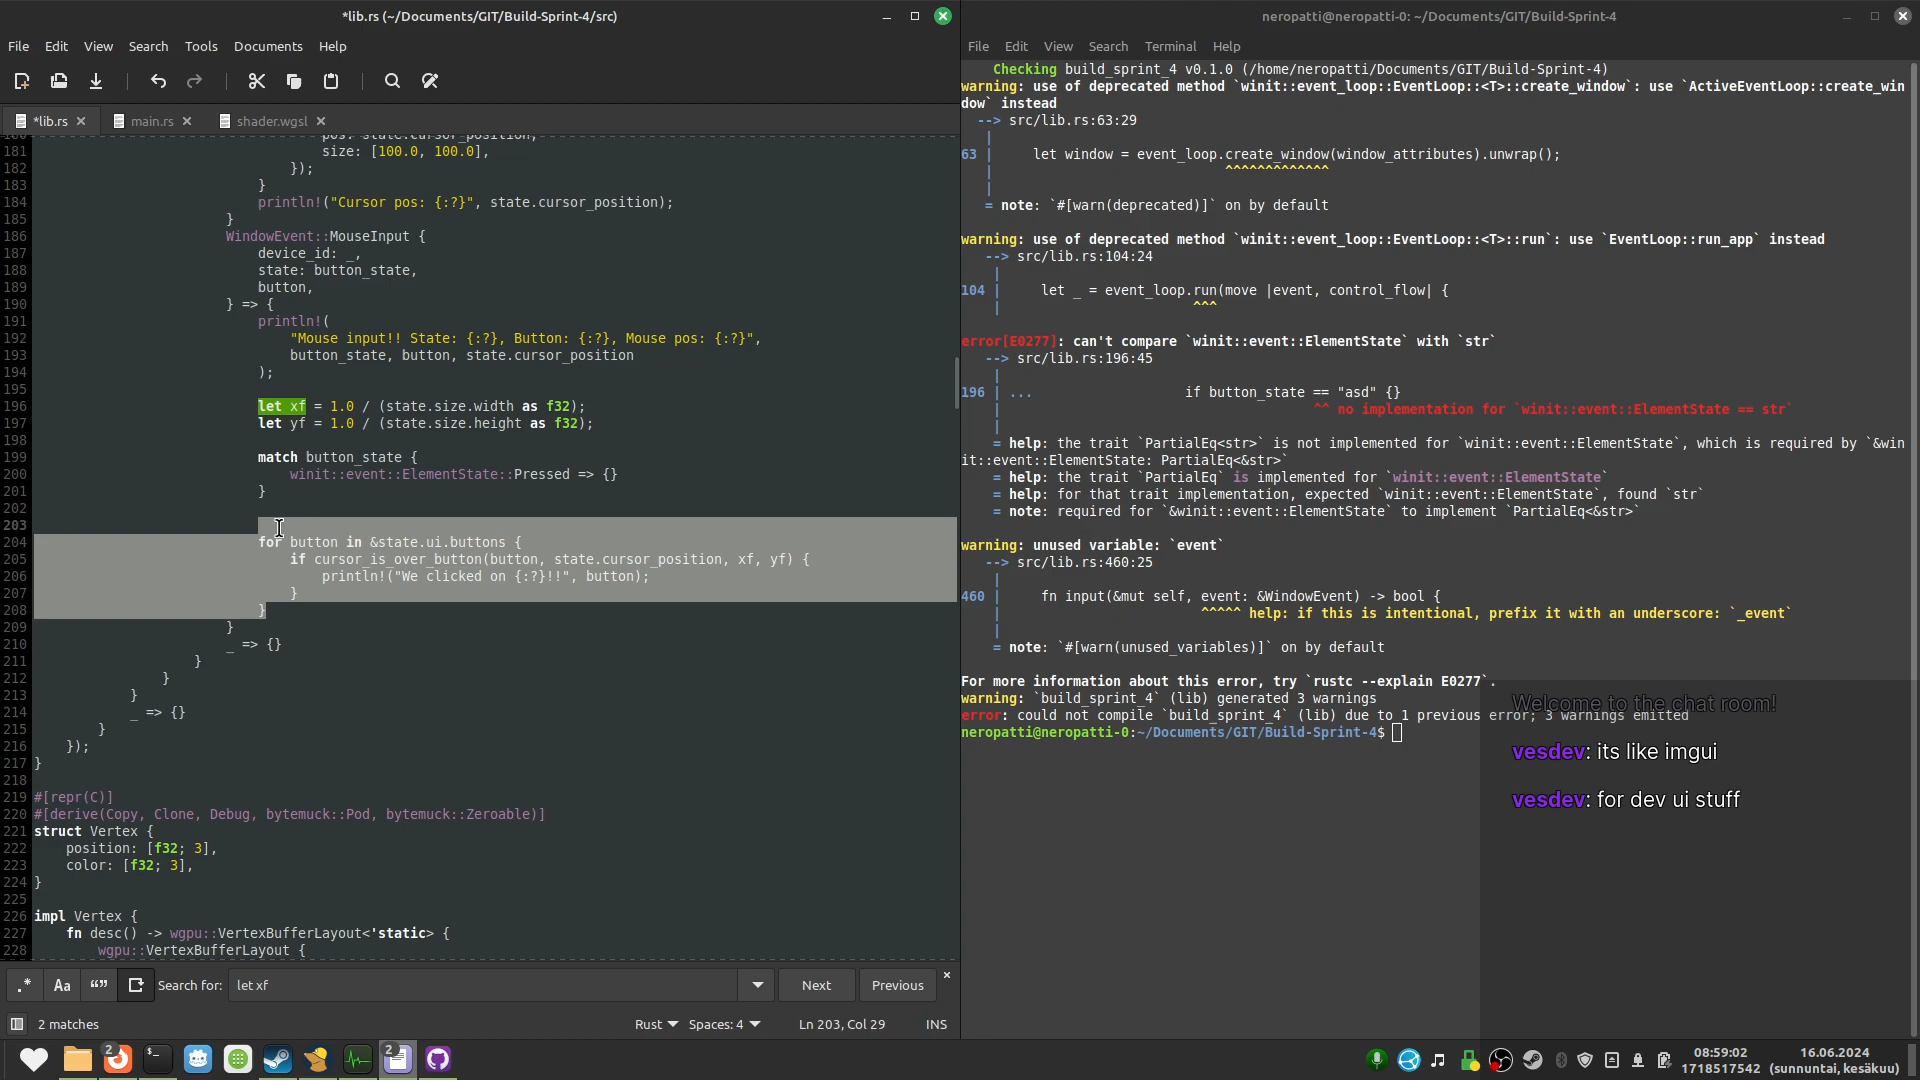 *lib.rs (~/Documents/GIT/Build-Sprint-4/src)
File Edit View Search Tools Documents Help
*lib.rs
main.rs
shader.wgsl
181 size: [100.0, 100.0],
182 });
183 }
184 println!("Cursor pos: {:?}", state.cursor_position);
185 }
186 WindowEvent::MouseInput {
187 device_id: _,
188 state: button_state,
189 button,
190 } => {
191 println!(
192 "Mouse input!! State: {:?}, Button: {:?}, Mouse pos: {:?}",
193 button_state, button, state.cursor_position
194 );
195
196 let xf = 1.0 / (state.size.width as f32);
197 let yf = 1.0 / (state.size.height as f32);
198
199 match button_state {
200 winit::event::ElementState::Pressed => {}
201 }
202
203
204 for button in &state.ui.buttons {
205 if cursor_is_over_button(button, state.cursor_position, xf, yf) {
206 println!("We clicked on {:?}!!", button);
207 }
208 }
209 }
210 _ => {}
211 }
212 }
213 }
214 _ => {}
215 }
216 });
217 }
218
219 #[repr(C)]
220 #[derive(Copy, Clone, Debug, bytemuck::Pod, bytemuck::Zeroable)]
221 struct Vertex {
222 position: [f32; 3],
223 color: [f32; 3],
224 }
225
226 impl Vertex {
227 fn desc() -> wgpu::VertexBufferLayout<'static> {
228 wgpu::VertexBufferLayout {
.* Aa “” Search for: let xf Next Previous
2 matches Rust Spaces: 4 Ln 203, Col 29 INS
neropatti@neropatti-0: ~/Documents/GIT/Build-Sprint-4
File Edit View Search Terminal Help
Checking build_sprint_4 v0.1.0 (/home/neropatti/Documents/GIT/Build-Sprint-4)
warning: use of deprecated method `winit::event_loop::EventLoop::<T>::create_window`: use `ActiveEventLoop::create_win
dow` instead
--> src/lib.rs:63:29
|
63 | let window = event_loop.create_window(window_attributes).unwrap();
| ^^^^^^^^^^^^^
|
= note: `#[warn(deprecated)]` on by default
warning: use of deprecated method `winit::event_loop::EventLoop::<T>::run`: use `EventLoop::run_app` instead
--> src/lib.rs:104:24
|
104 | let _ = event_loop.run(move |event, control_flow| {
| ^^^
error[E0277]: can't compare `winit::event::ElementState` with `str`
--> src/lib.rs:196:45
|
196 | ... if button_state == "asd" {}
| ^^ no implementation for `winit::event::ElementState == str`
|
= help: the trait `PartialEq<str>` is not implemented for `winit::event::ElementState`, which is required by `&win
it::event::ElementState: PartialEq<&str>`
= help: the trait `PartialEq` is implemented for `winit::event::ElementState`
= help: for that trait implementation, expected `winit::event::ElementState`, found `str`
= note: required for `&winit::event::ElementState` to implement `PartialEq<&str>`
warning: unused variable: `event`
--> src/lib.rs:460:25
|
460 | fn input(&mut self, event: &WindowEvent) -> bool {
| ^^^^^ help: if this is intentional, prefix it with an underscore: `_event`
|
= note: `#[warn(unused_variables)]` on by default
For more information about this error, try `rustc --explain E0277`.
warning: `build_sprint_4` (lib) generated 3 warnings
error: could not compile `build_sprint_4` (lib) due to 1 previous error; 3 warnings emitted
neropatti@neropatti-0:~/Documents/GIT/Build-Sprint-4$
Welcome to the chat room!
vesdev: its like imgui
vesdev: for dev ui stuff
2
2
08:59:02 16.06.2024
1718517542 (sunnuntai, kesäkuu)